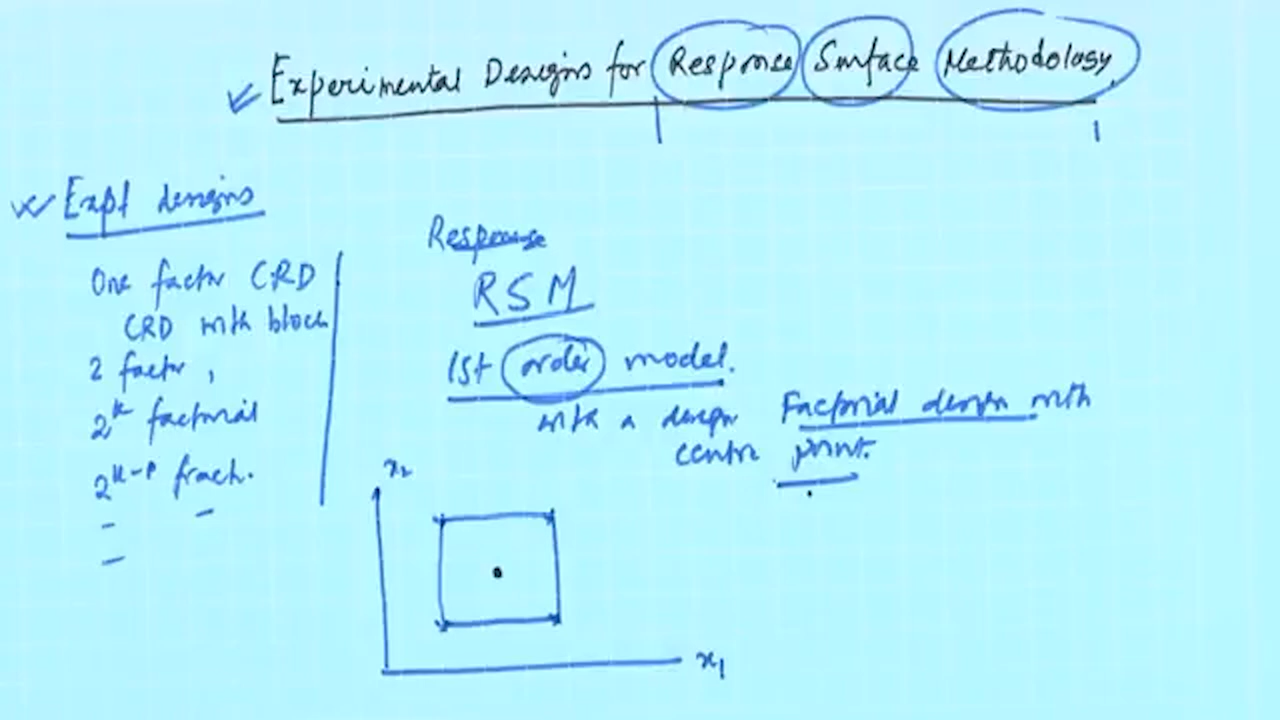 Experimental Designs for Response Surface Methodology
Expt designs
One factor CRD
CRD with block
2 factor,
2^k factorial
2^k-p fract.
Response
RSM
1st order model.
with a design Factorial design with
centre point.
x2
x1